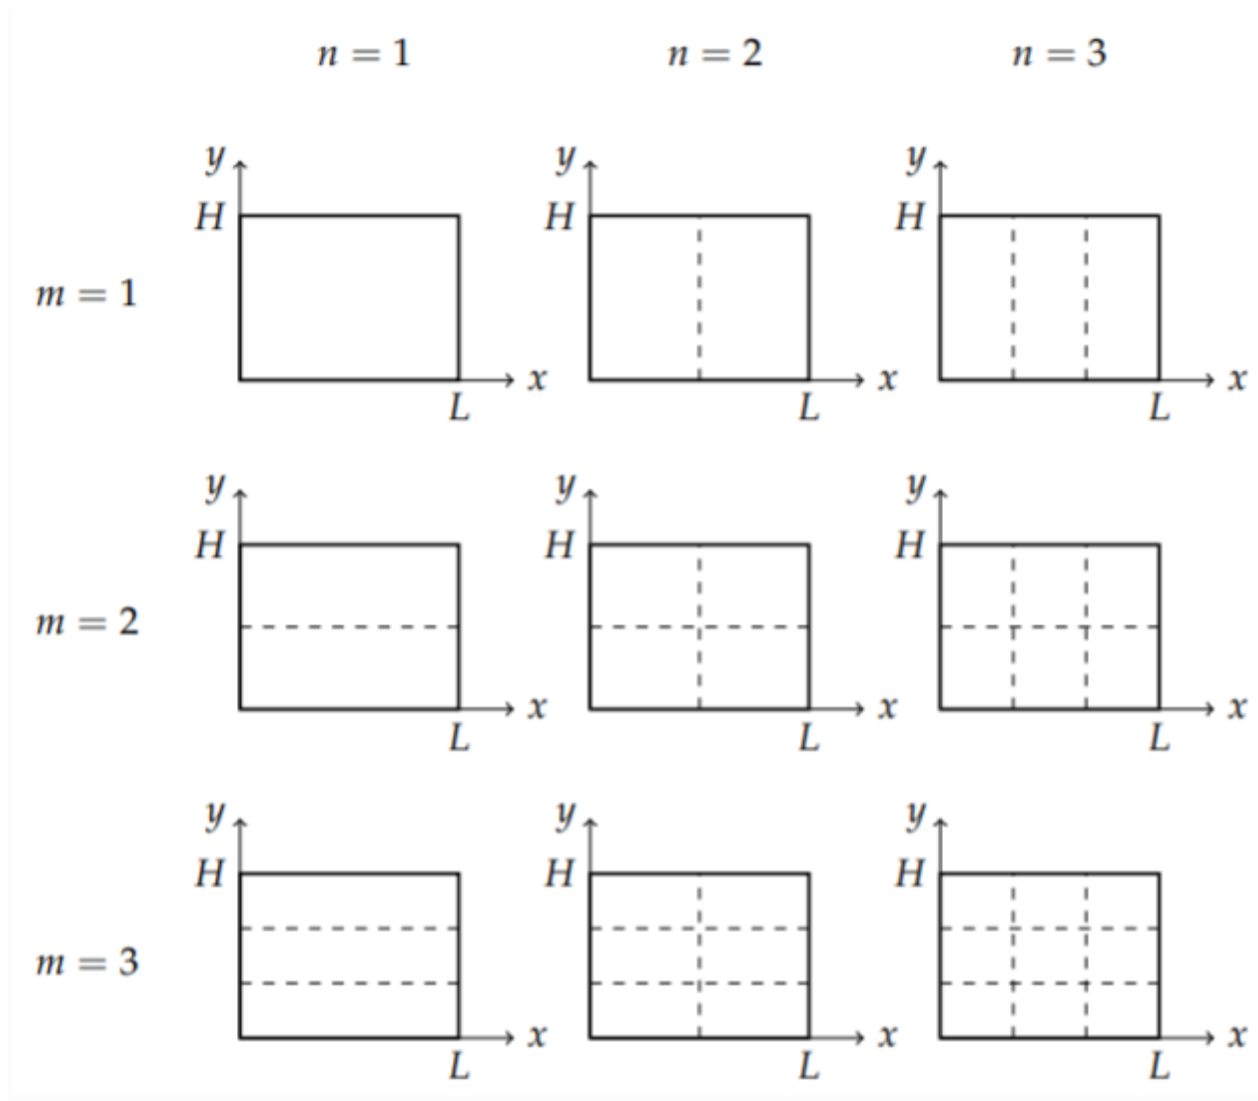 n = 1 n = 2 n = 3
y y y
H H H
m = 1
x x x
L L L
y y y
H H H
m = 2
x x x
L L L
y y y
H H H
m = 3
x x x
L L L